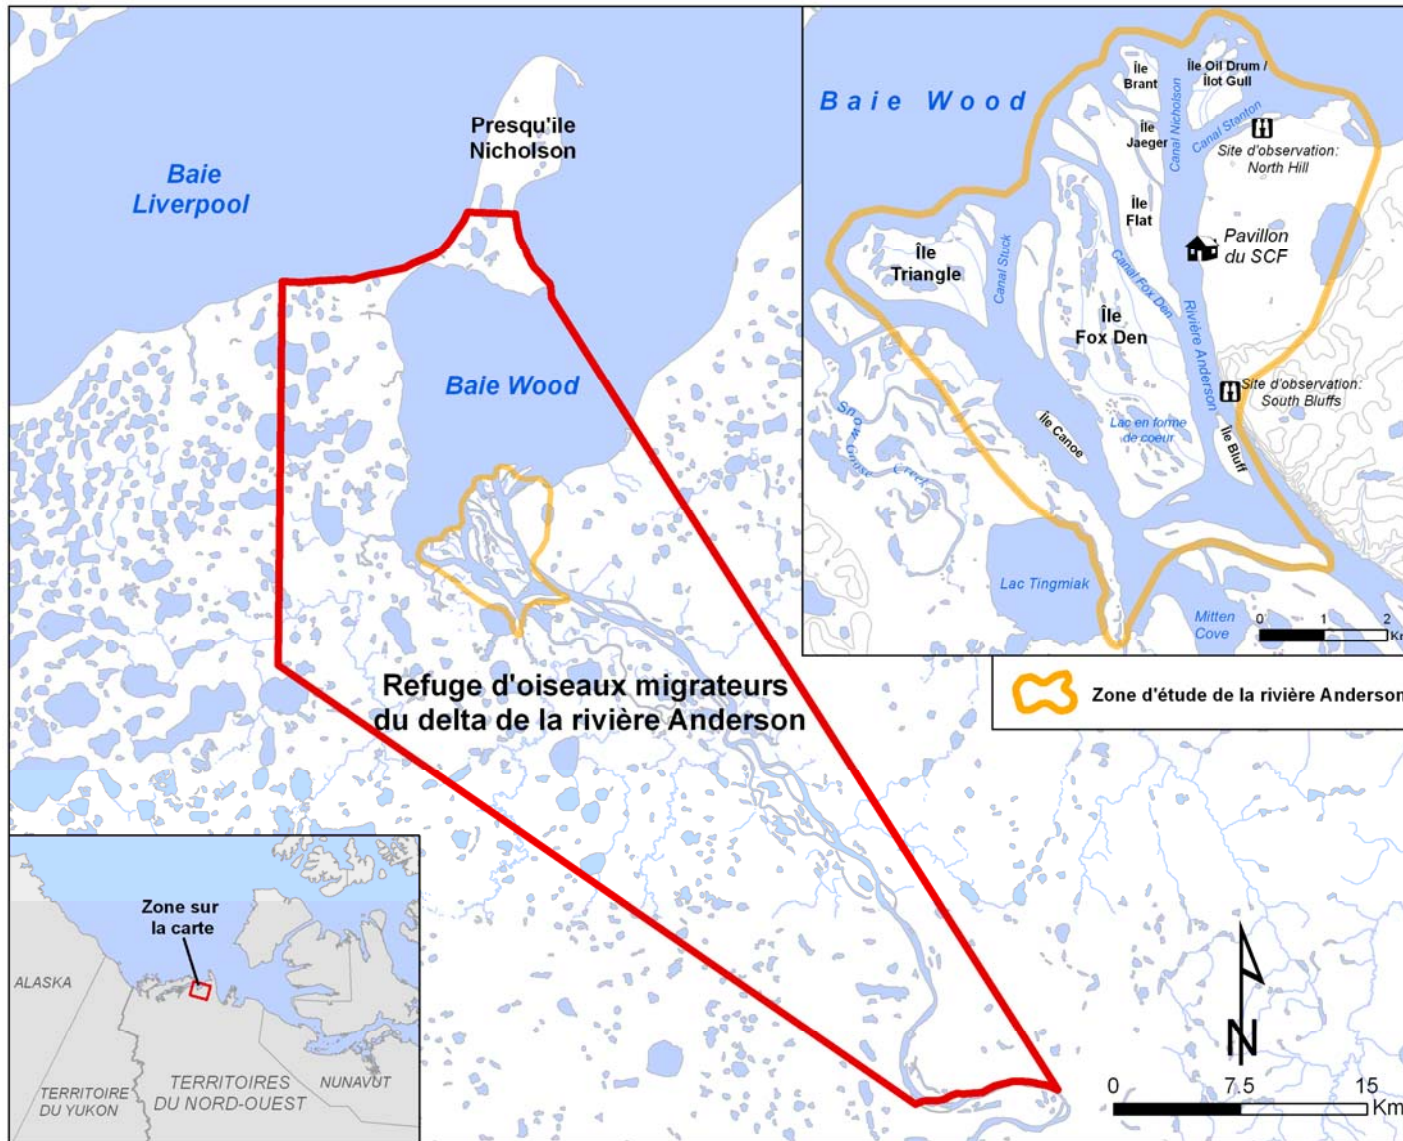 Presqu'ile
Nicholson
Baie
Liverpool
Baie Wood
Refuge d'oiseaux migrateurs
du delta de la rivière Anderson
Baie Wood
Île
Brant
Île Oil Drum /
Îlot Gull
Canal Nicholson
Canal Stanton
Île
Jaeger
Site d'observation:
North Hill
Île
Flat
Pavillon
du SCF
Île
Triangle
Canal Stuck
Canal Fox Den
Île
Fox Den
Rivière Anderson
Site d'observation:
South Bluffs
Snow Goose Creek
Île Canoe
Lac en forme
de coeur
Île Bluff
Lac Tingmiak
Mitten
Cove
0 1 2
Km
Zone d'étude de la rivière Anderson
Zone sur
la carte
ALASKA
TERRITOIRE
DU YUKON
TERRITOIRES
DU NORD-OUEST
NUNAVUT
N
0 7.5 15
Km